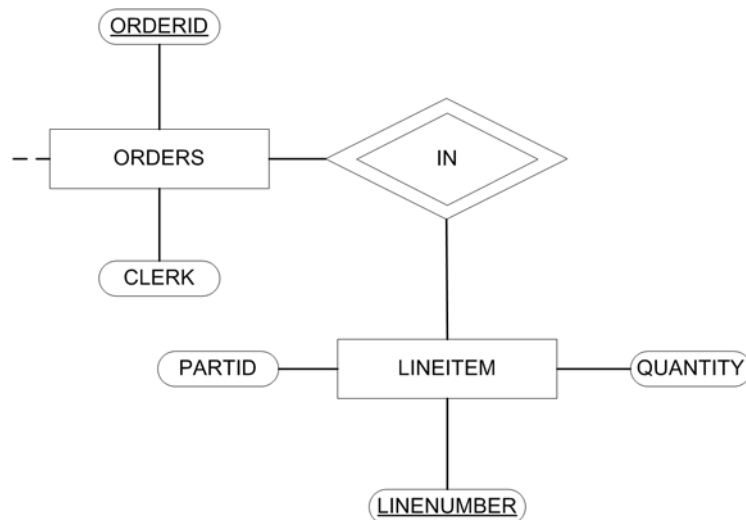 ORDERID
ORDERS
IN
CLERK
PARTID
LINEITEM
QUANTITY
LINENUMBER